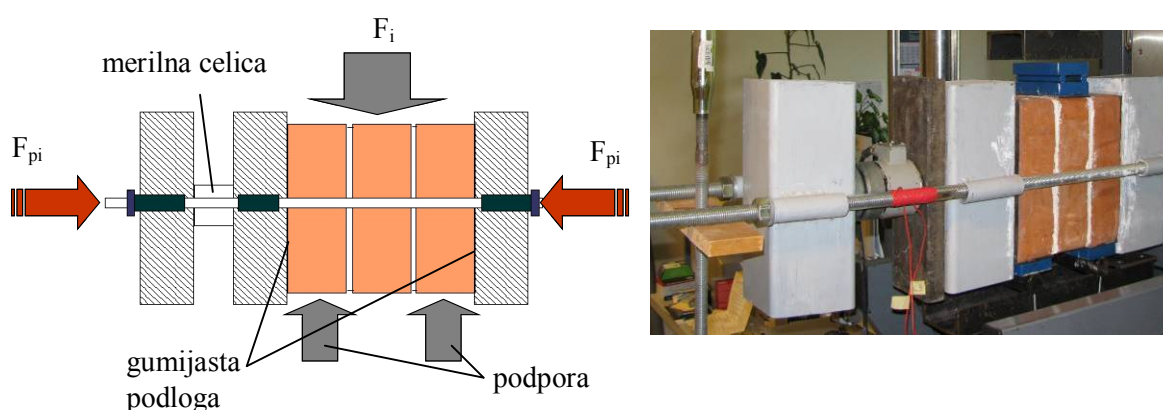 F_i
merilna celica
F_pi
F_pi
gumijasta
podloga
podpora